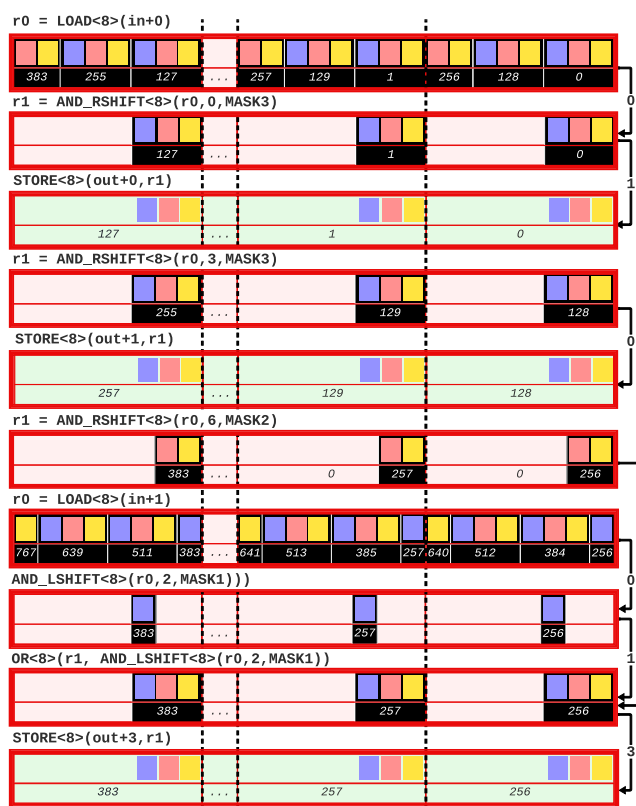 r0 = LOAD<8>(in+0)
383 255 127 ... 257 129 1 256 128 0
0
r1 = AND_RSHIFT<8>(r0,0,MASK3)
127 ... 1 0
1
STORE<8>(out+0,r1)
127 ... 1 0
r1 = AND_RSHIFT<8>(r0,3,MASK3)
255 ... 129 128
0
STORE<8>(out+1,r1)
257 ... 129 128
r1 = AND_RSHIFT<8>(r0,6,MASK2)
383 ... 0 257 0 256
r0 = LOAD<8>(in+1)
767 639 511 383 ... 641 513 385 257 640 512 384 256
0
AND_LSHIFT<8>(r0,2,MASK1)))
383 ... 257 256
1
OR<8>(r1, AND_LSHIFT<8>(r0,2,MASK1))
383 ... 257 256
3
STORE<8>(out+3,r1)
383 ... 257 256